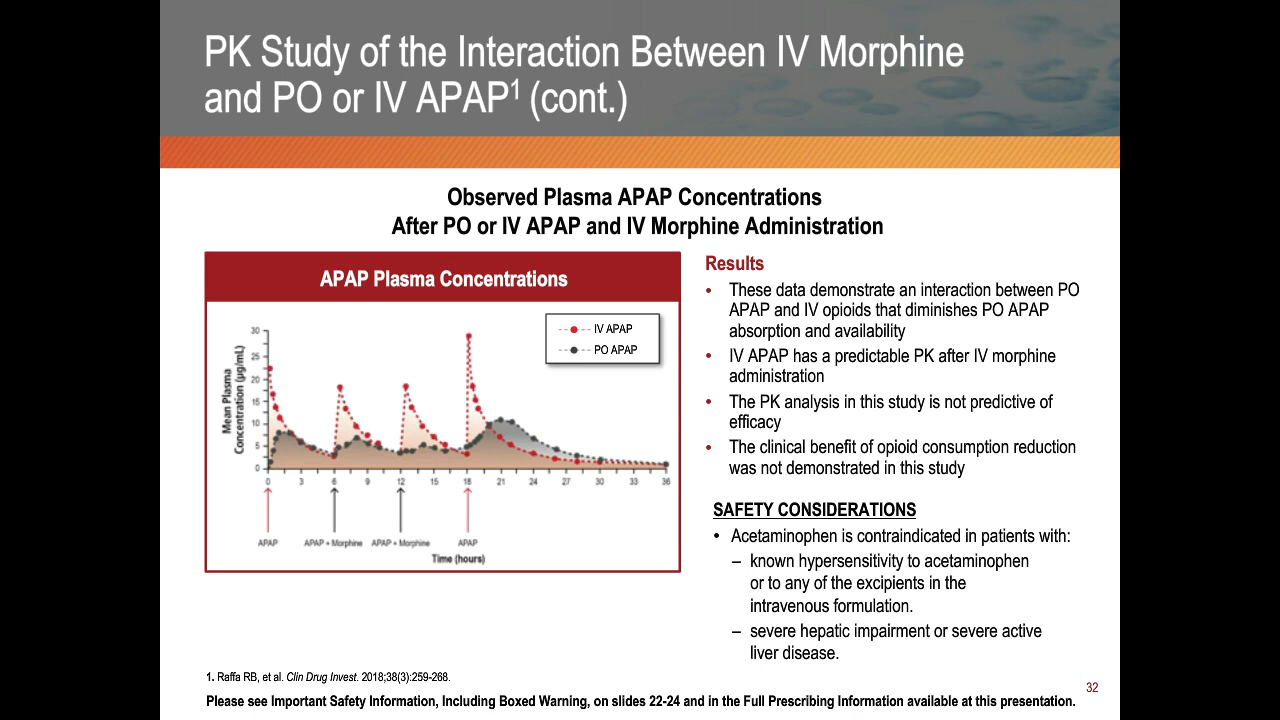 PK Study of the Interaction Between IV Morphine
and PO or IV APAP1 (cont.)
Observed Plasma APAP Concentrations
After PO or IV APAP and IV Morphine Administration
APAP Plasma Concentrations
IV APAP
PO APAP
Mean Plasma
Concentration (µg/mL)
30
25
20
15
10
5
0
0 3 6 9 12 15 18 21 24 27 30 33 36
APAP APAP + Morphine APAP + Morphine APAP
Time (hours)
Results
• These data demonstrate an interaction between PO
APAP and IV opioids that diminishes PO APAP
absorption and availability
• IV APAP has a predictable PK after IV morphine
administration
• The PK analysis in this study is not predictive of
efficacy
• The clinical benefit of opioid consumption reduction
was not demonstrated in this study
SAFETY CONSIDERATIONS
• Acetaminophen is contraindicated in patients with:
– known hypersensitivity to acetaminophen
or to any of the excipients in the
intravenous formulation.
– severe hepatic impairment or severe active
liver disease.
1. Raffa RB, et al. Clin Drug Invest. 2018;38(3):259-268.
32
Please see Important Safety Information, Including Boxed Warning, on slides 22-24 and in the Full Prescribing Information available at this presentation.